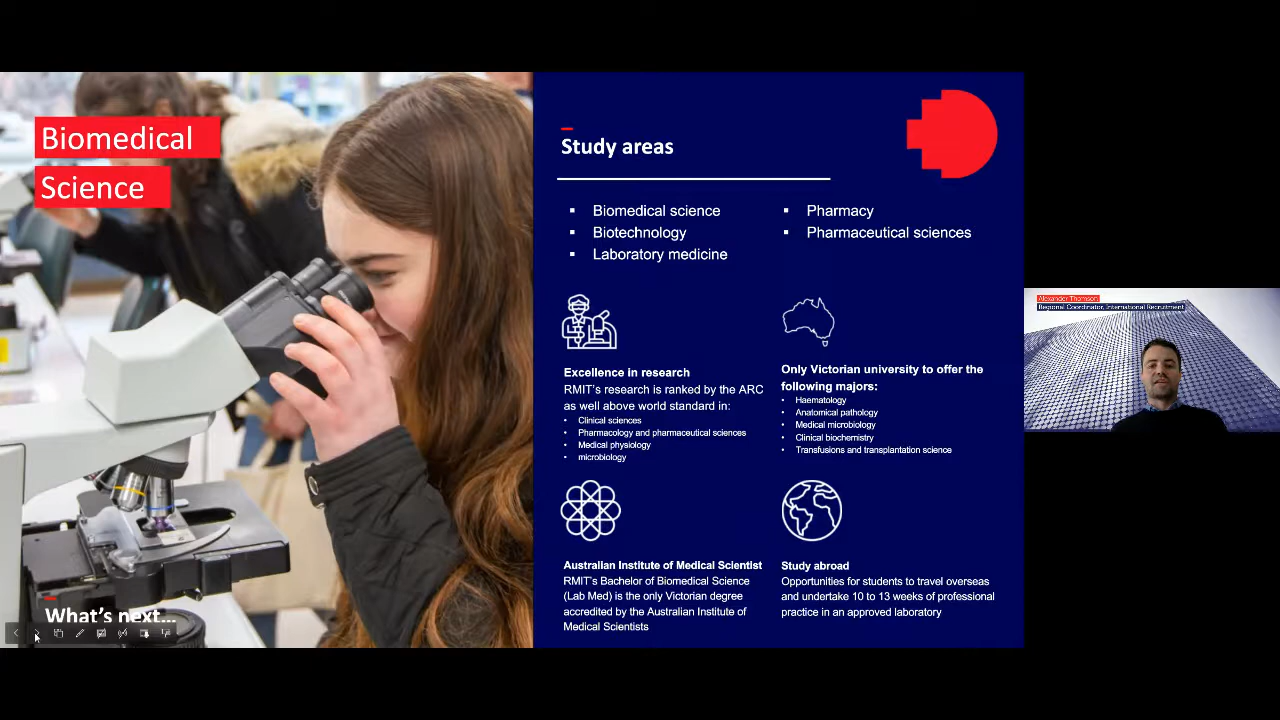 Biomedical
Science
What's next...
Study areas
▪ Biomedical science
▪ Biotechnology
▪ Laboratory medicine
▪ Pharmacy
▪ Pharmaceutical sciences
Excellence in research
RMIT's research is ranked by the ARC
as well above world standard in:
• Clinical sciences
• Pharmacology and pharmaceutical sciences
• Medical physiology
• microbiology
Only Victorian university to offer the
following majors:
• Haematology
• Anatomical pathology
• Medical microbiology
• Clinical biochemistry
• Transfusions and transplantation science
Australian Institute of Medical Scientist
RMIT's Bachelor of Biomedical Science
(Lab Med) is the only Victorian degree
accredited by the Australian Institute of
Medical Scientists
Study abroad
Opportunities for students to travel overseas
and undertake 10 to 13 weeks of professional
practice in an approved laboratory
Alexander Thomson
Regional Coordinator, International Recruitment